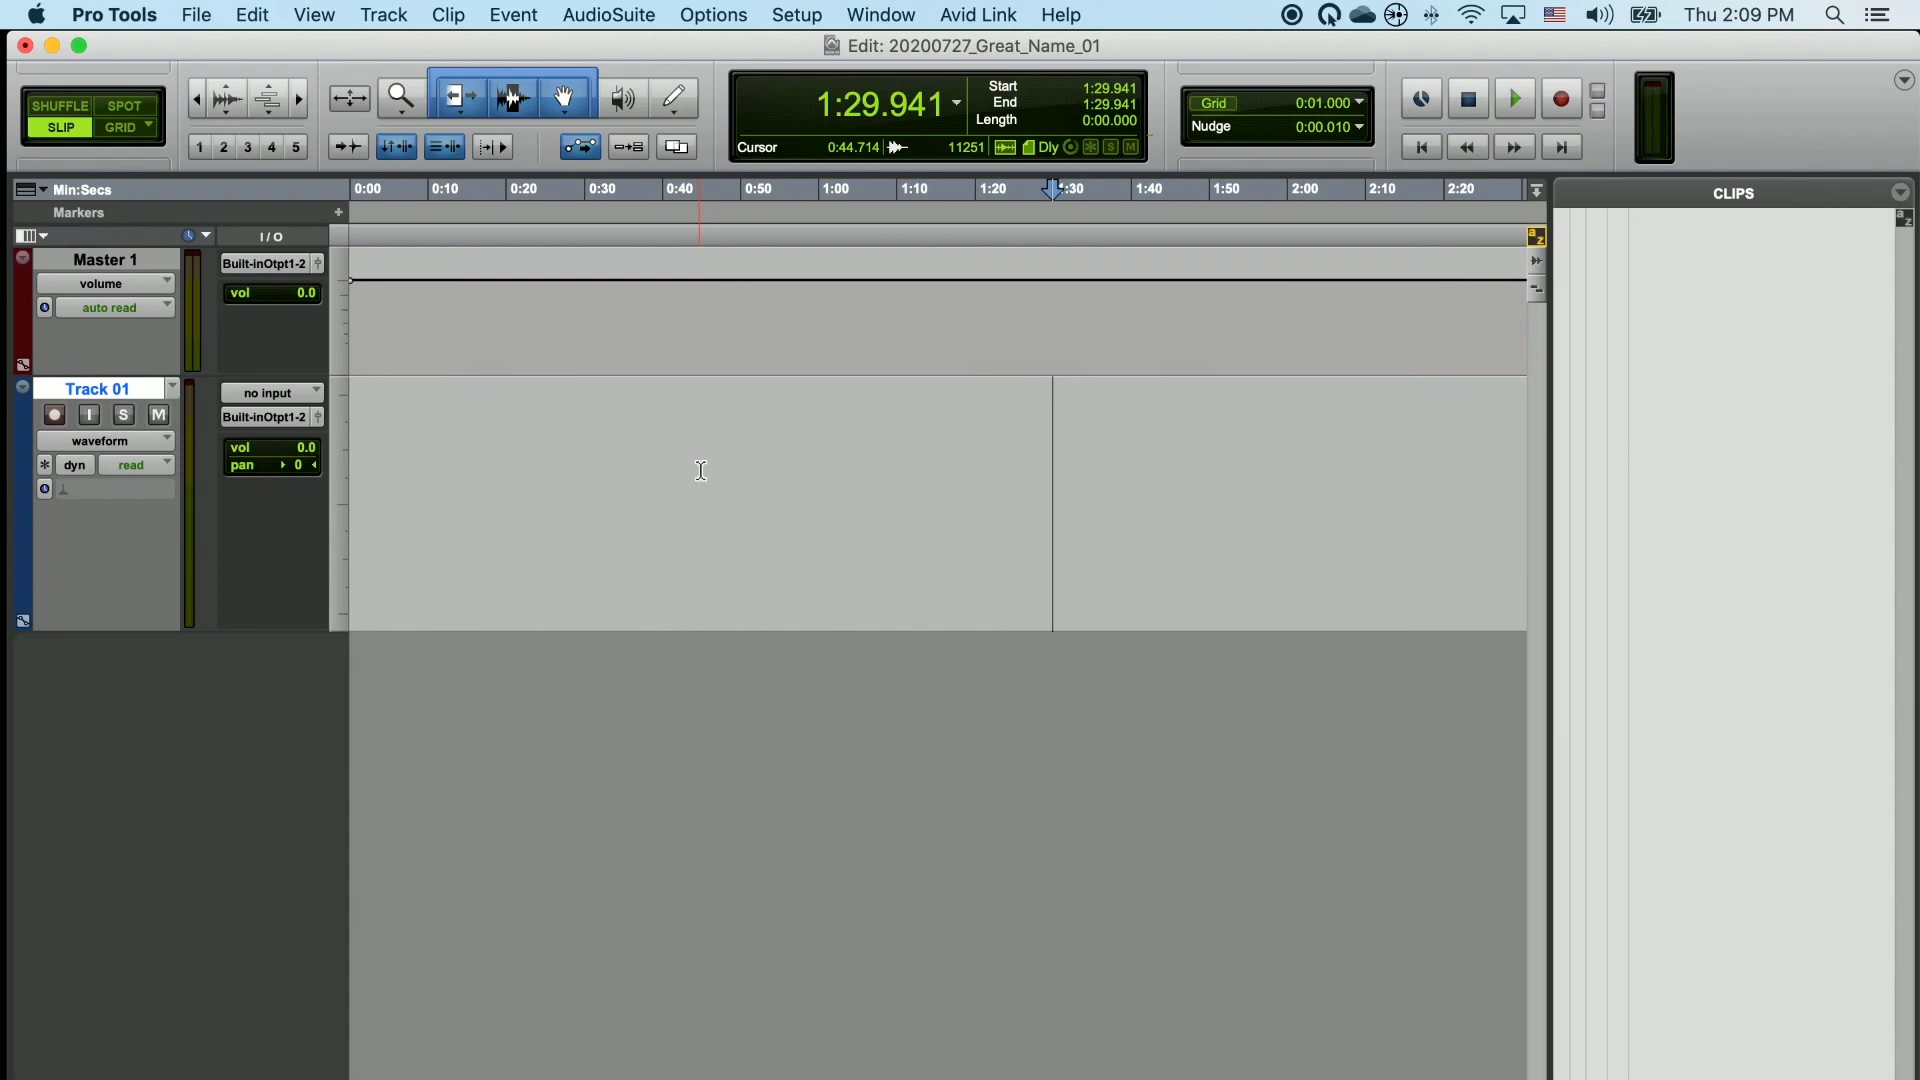 Pro Tools File Edit View Track Clip Event AudioSuite Options Setup Window Avid Link Help Thu 2:09 PM
Edit: 20200727_Great_Name_01
SHUFFLE SPOT
SLIP GRID
1 2 3 4 5
1:29.941
Start 1:29.941
End 1:29.941
Length 0:00.000
Cursor 0:44.714 11251 Dly S M
Grid 0:01.000
Nudge 0:00.010
Min:Secs 0:00 0:10 0:20 0:30 0:40 0:50 1:00 1:10 1:20 :30 1:40 1:50 2:00 2:10 2:20
CLIPS
Markers +
I / O
a z
a z
Master 1 Built-inOtpt1-2
volume vol 0.0
auto read
Track 01 no input
I S M Built-inOtpt1-2
waveform vol 0.0
dyn read pan 0